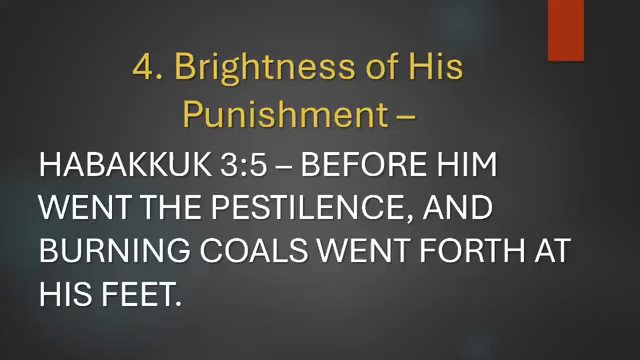 4. Brightness of His
Punishment –
HABAKKUK 3:5 – BEFORE HIM
WENT THE PESTILENCE, AND
BURNING COALS WENT FORTH AT
HIS FEET.